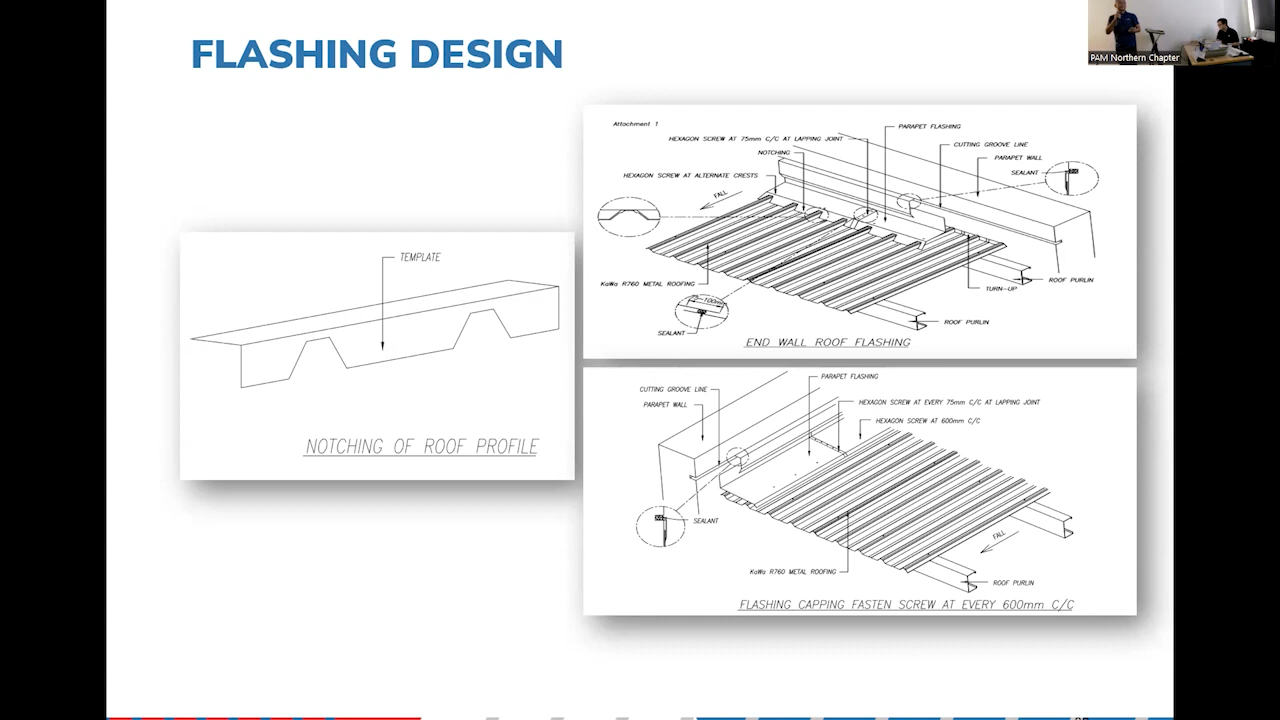 FLASHING DESIGN
PAM Northern Chapter
TEMPLATE
NOTCHING OF ROOF PROFILE
Attachment 1
PARAPET FLASHING
HEXAGON SCREW AT 75mm C/C AT LAPPING JOINT
CUTTING GROOVE LINE
NOTCHING
PARAPET WALL
SEALANT
HEXAGON SCREW AT ALTERNATE CRESTS
FALL
KaWa R760 METAL ROOFING
ROOF PURLIN
TURN-UP
ROOF PURLIN
SEALANT
END WALL ROOF FLASHING
PARAPET FLASHING
CUTTING GROOVE LINE
HEXAGON SCREW AT EVERY 75mm C/C AT LAPPING JOINT
PARAPET WALL
HEXAGON SCREW AT 600mm C/C
SEALANT
FALL
KaWa R760 METAL ROOFING
ROOF PURLIN
FLASHING CAPPING FASTEN SCREW AT EVERY 600mm C/C